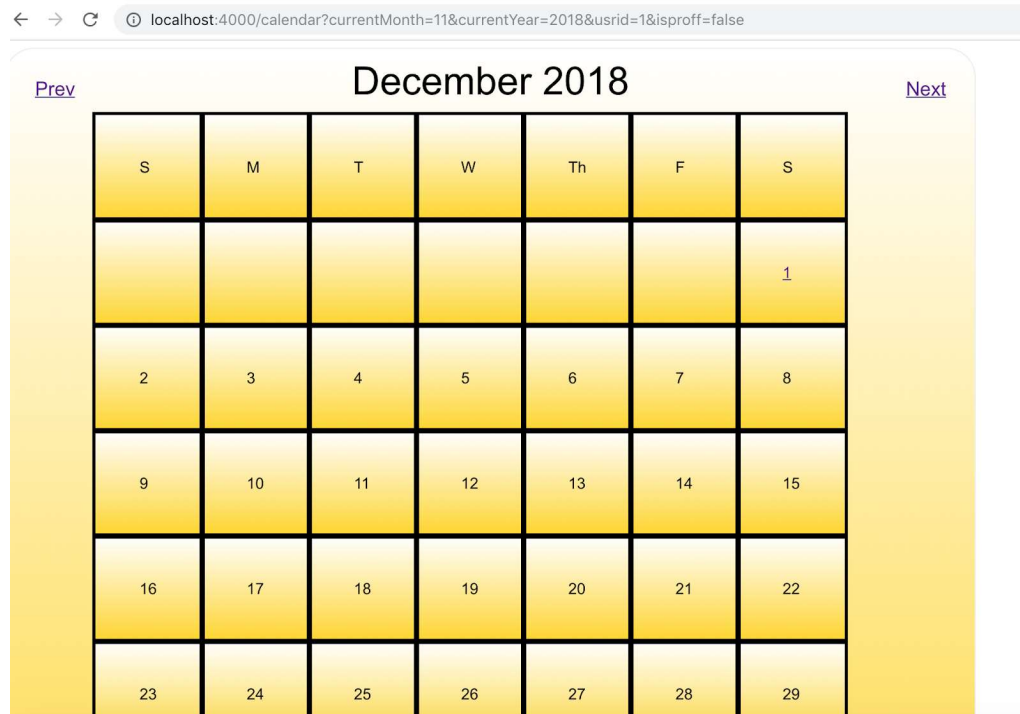 localhost:4000/calendar?currentMonth=11&currentYear=2018&usrid=1&isproff=false
Prev December 2018 Next
S M T W Th F S
1
2 3 4 5 6 7 8
9 10 11 12 13 14 15
16 17 18 19 20 21 22
23 24 25 26 27 28 29